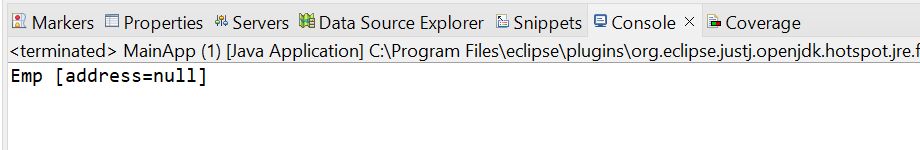 Markers Properties Servers Data Source Explorer Snippets Console Coverage
<terminated> MainApp (1) [Java Application] C:\Program Files\eclipse\plugins\org.eclipse.justj.openjdk.hotspot.jre.f
Emp [address=null]